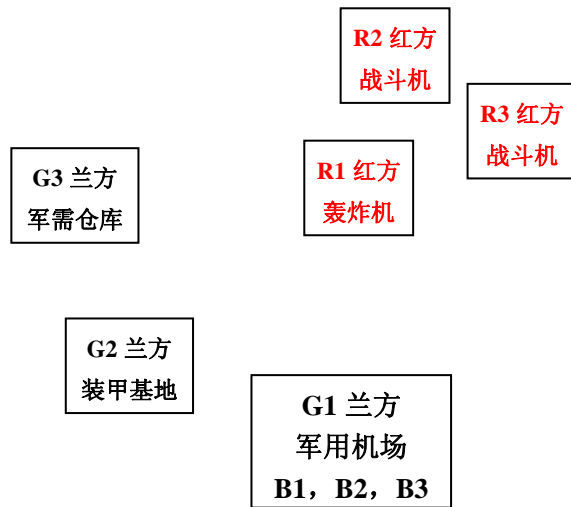 R2 红方
战斗机
R3 红方
战斗机
R1 红方
轰炸机
G3 兰方
军需仓库
G2 兰方
装甲基地
G1 兰方
军用机场
B1，B2，B3